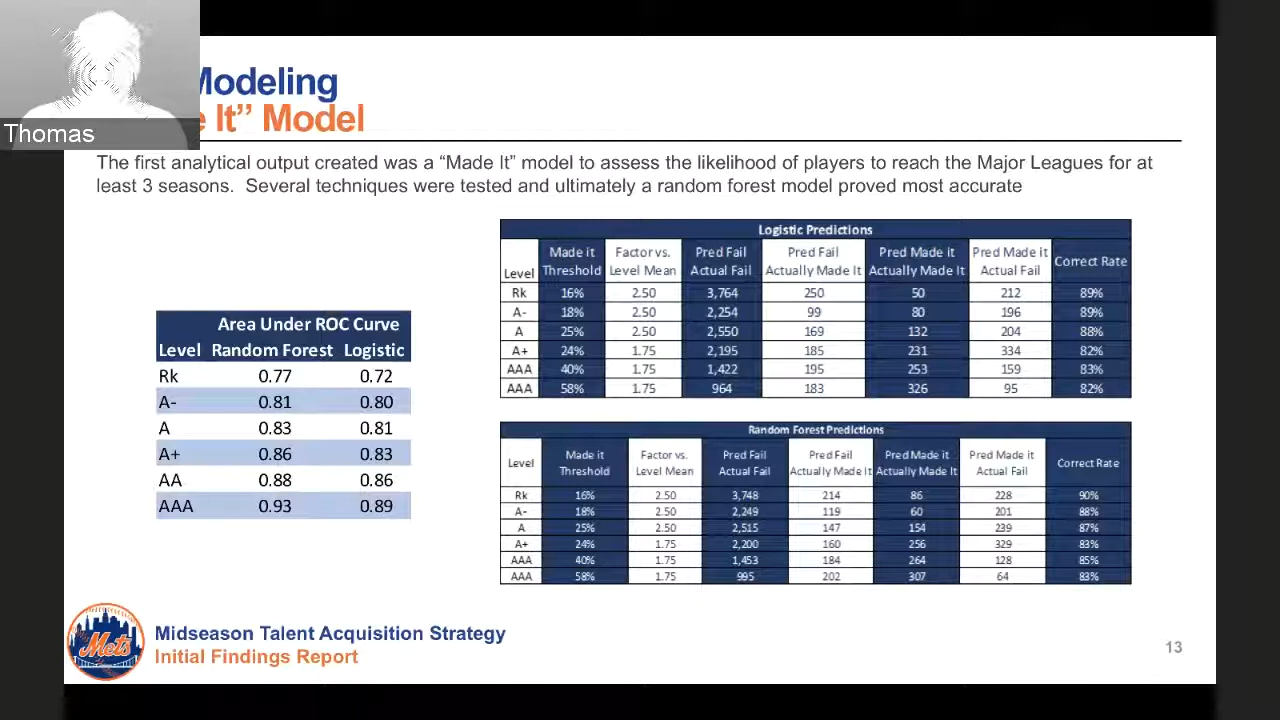 Thomas
Modeling
e It” Model
The first analytical output created was a “Made It” model to assess the likelihood of players to reach the Major Leagues for at
least 3 seasons. Several techniques were tested and ultimately a random forest model proved most accurate
Area Under ROC Curve
Level Random Forest Logistic
Rk 0.77 0.72
A- 0.81 0.80
A 0.83 0.81
A+ 0.86 0.83
AA 0.88 0.86
AAA 0.93 0.89
Logistic Predictions
Level Made it Threshold Factor vs. Level Mean Pred Fail Actual Fail Pred Fail Actually Made It Pred Made it Actually Made It Pred Made it Actual Fail Correct Rate
Rk 16% 2.50 3,764 250 50 212 89%
A- 18% 2.50 2,254 99 80 196 89%
A 25% 2.50 2,550 169 132 204 88%
A+ 24% 1.75 2,195 185 231 334 82%
AAA 40% 1.75 1,422 195 253 159 83%
AAA 58% 1.75 964 183 326 95 82%
Random Forest Predictions
Level Made it Threshold Factor vs. Level Mean Pred Fail Actual Fail Pred Fail Actually Made It Pred Made it Actually Made It Pred Made it Actual Fail Correct Rate
Rk 16% 2.50 3,748 214 86 228 90%
A- 18% 2.50 2,249 119 60 201 88%
A 25% 2.50 2,515 147 154 239 87%
A+ 24% 1.75 2,200 160 256 329 83%
AAA 40% 1.75 1,453 184 264 128 85%
AAA 58% 1.75 995 202 307 64 83%
Mets
Midseason Talent Acquisition Strategy
Initial Findings Report
13